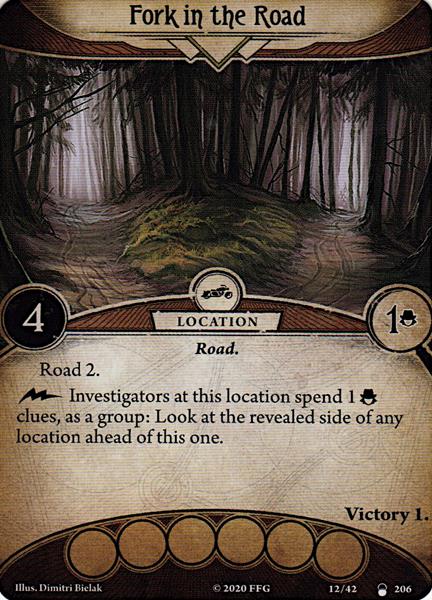 Fork in the Road
4
1
LOCATION
Road.
Road 2.
Investigators at this location spend 1
clues, as a group: Look at the revealed side of any
location ahead of this one.
Victory 1.
Illus. Dimitri Bielak © 2020 FFG 12/42 206